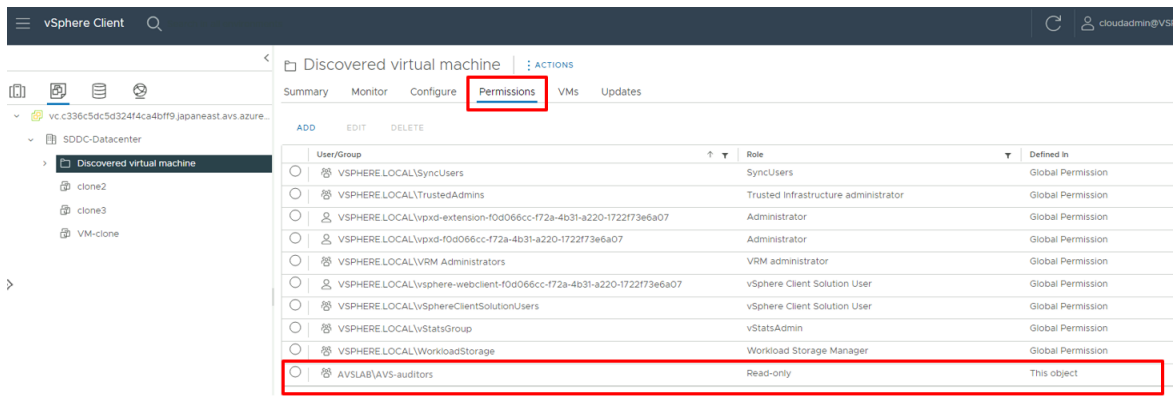 vSphere Client
cloudadmin@VS
Discovered virtual machine
ACTIONS
Summary Monitor Configure Permissions VMs Updates
vc.c336c5dc5d324f4ca4bff9.japaneast.avs.azure...
SDDC-Datacenter
Discovered virtual machine
clone2
clone3
VM-clone
ADD EDIT DELETE
User/Group Role Defined In
VSPHERE.LOCAL\SyncUsers SyncUsers Global Permission
VSPHERE.LOCAL\TrustedAdmins Trusted Infrastructure administrator Global Permission
VSPHERE.LOCAL\vpxd-extension-f0d066cc-f72a-4b31-a220-1722f73e6a07 Administrator Global Permission
VSPHERE.LOCAL\vpxd-f0d066cc-f72a-4b31-a220-1722f73e6a07 Administrator Global Permission
VSPHERE.LOCAL\VRM Administrators VRM administrator Global Permission
VSPHERE.LOCAL\vsphere-webclient-f0d066cc-f72a-4b31-a220-1722f73e6a07 vSphere Client Solution User Global Permission
VSPHERE.LOCAL\vSphereClientSolutionUsers vSphere Client Solution User Global Permission
VSPHERE.LOCAL\vStatsGroup vStatsAdmin Global Permission
VSPHERE.LOCAL\WorkloadStorage Workload Storage Manager Global Permission
AVSLAB\AVS-auditors Read-only This object